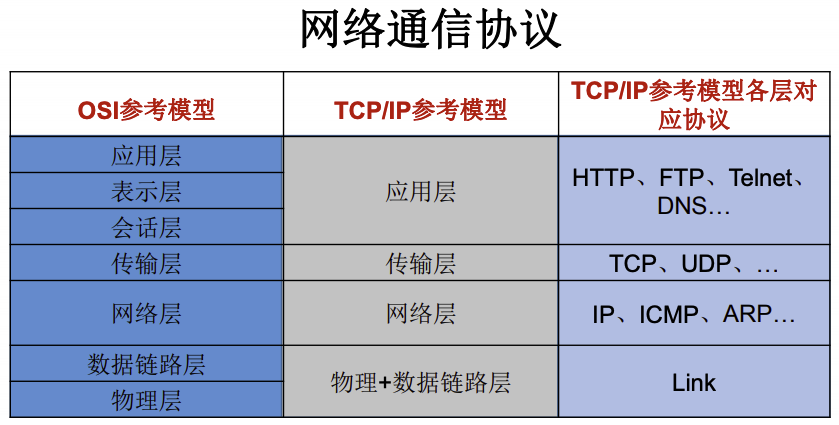 网络通信协议
OSI参考模型
TCP/IP参考模型
TCP/IP参考模型各层对
应协议
应用层
表示层
会话层
应用层
HTTP、FTP、Telnet、
DNS…
传输层
传输层
TCP、UDP、…
网络层
网络层
IP、ICMP、ARP…
数据链路层
物理层
物理+数据链路层
Link